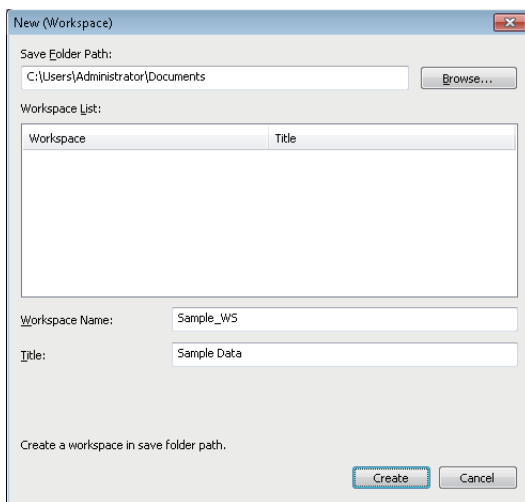 New (Workspace)
Save Folder Path:
C:\Users\Administrator\Documents
Browse...
Workspace List:
Workspace Title
Workspace Name: Sample_WS
Title: Sample Data
Create a workspace in save folder path.
Create Cancel